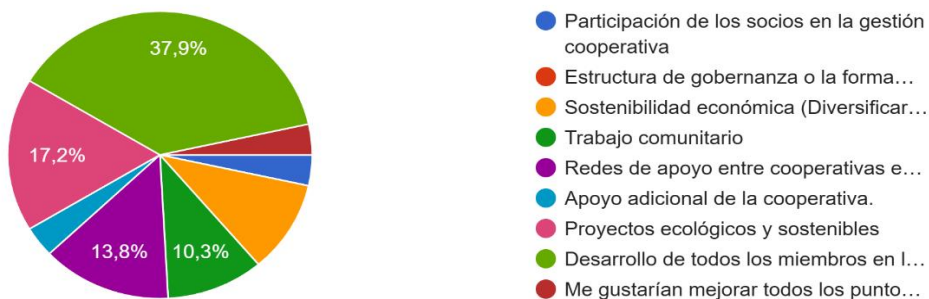 37,9%
17,2%
13,8%
10,3%
Participación de los socios en la gestión
cooperativa
Estructura de gobernanza o la forma…
Sostenibilidad económica (Diversificar…
Trabajo comunitario
Redes de apoyo entre cooperativas e…
Apoyo adicional de la cooperativa.
Proyectos ecológicos y sostenibles
Desarrollo de todos los miembros en l…
Me gustarían mejorar todos los punto…